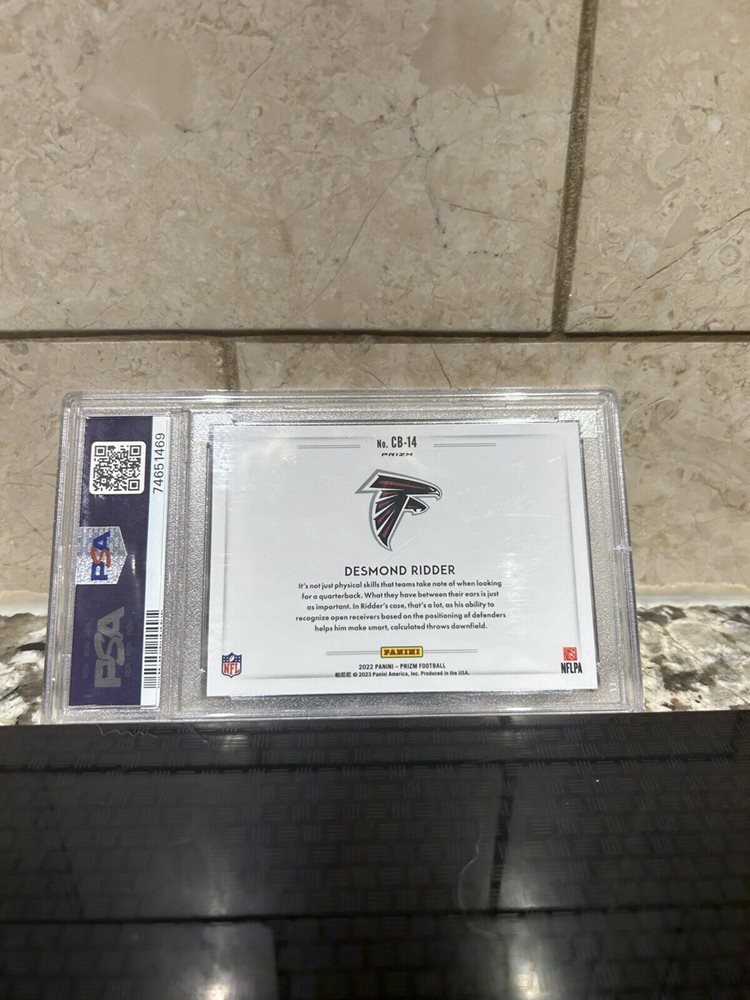 74651469
PSA
PSA
No. CB-14
PRIZM
DESMOND RIDDER
It's not just physical skills that teams take note of when looking
for a quarterback. What they have between their ears is just
as important. In Ridder's case, that's a lot, as his ability to
recognize open receivers based on the positioning of defenders
helps him make smart, calculated throws downfield.
PANINI
2022 PANINI – PRIZM FOOTBALL
© 2023 Panini America, Inc. Produced in the USA.
NFL
NFLPA